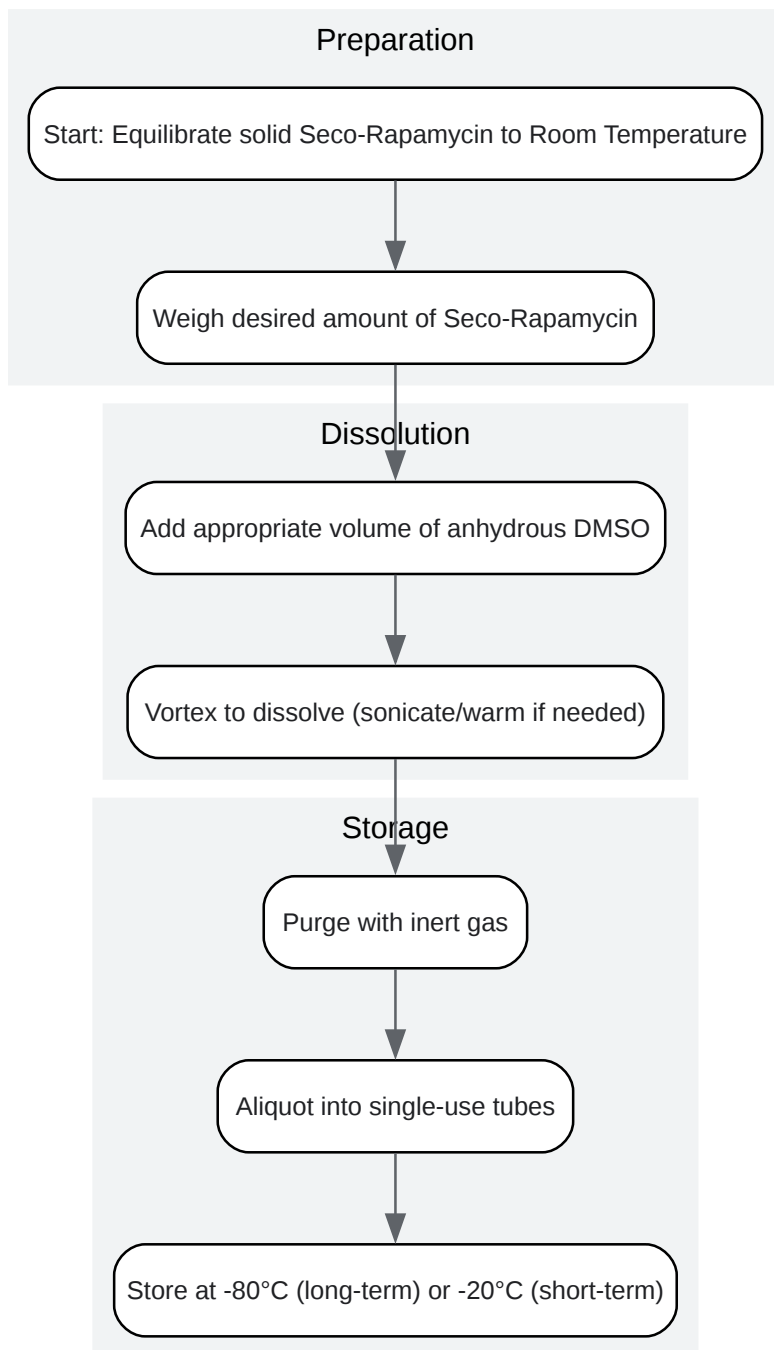 Preparation
Start: Equilibrate solid Seco-Rapamycin to Room Temperature
Weigh desired amount of Seco-Rapamycin
Dissolution
Add appropriate volume of anhydrous DMSO
Vortex to dissolve (sonicate/warm if needed)
Storage
Purge with inert gas
Aliquot into single-use tubes
Store at -80°C (long-term) or -20°C (short-term)